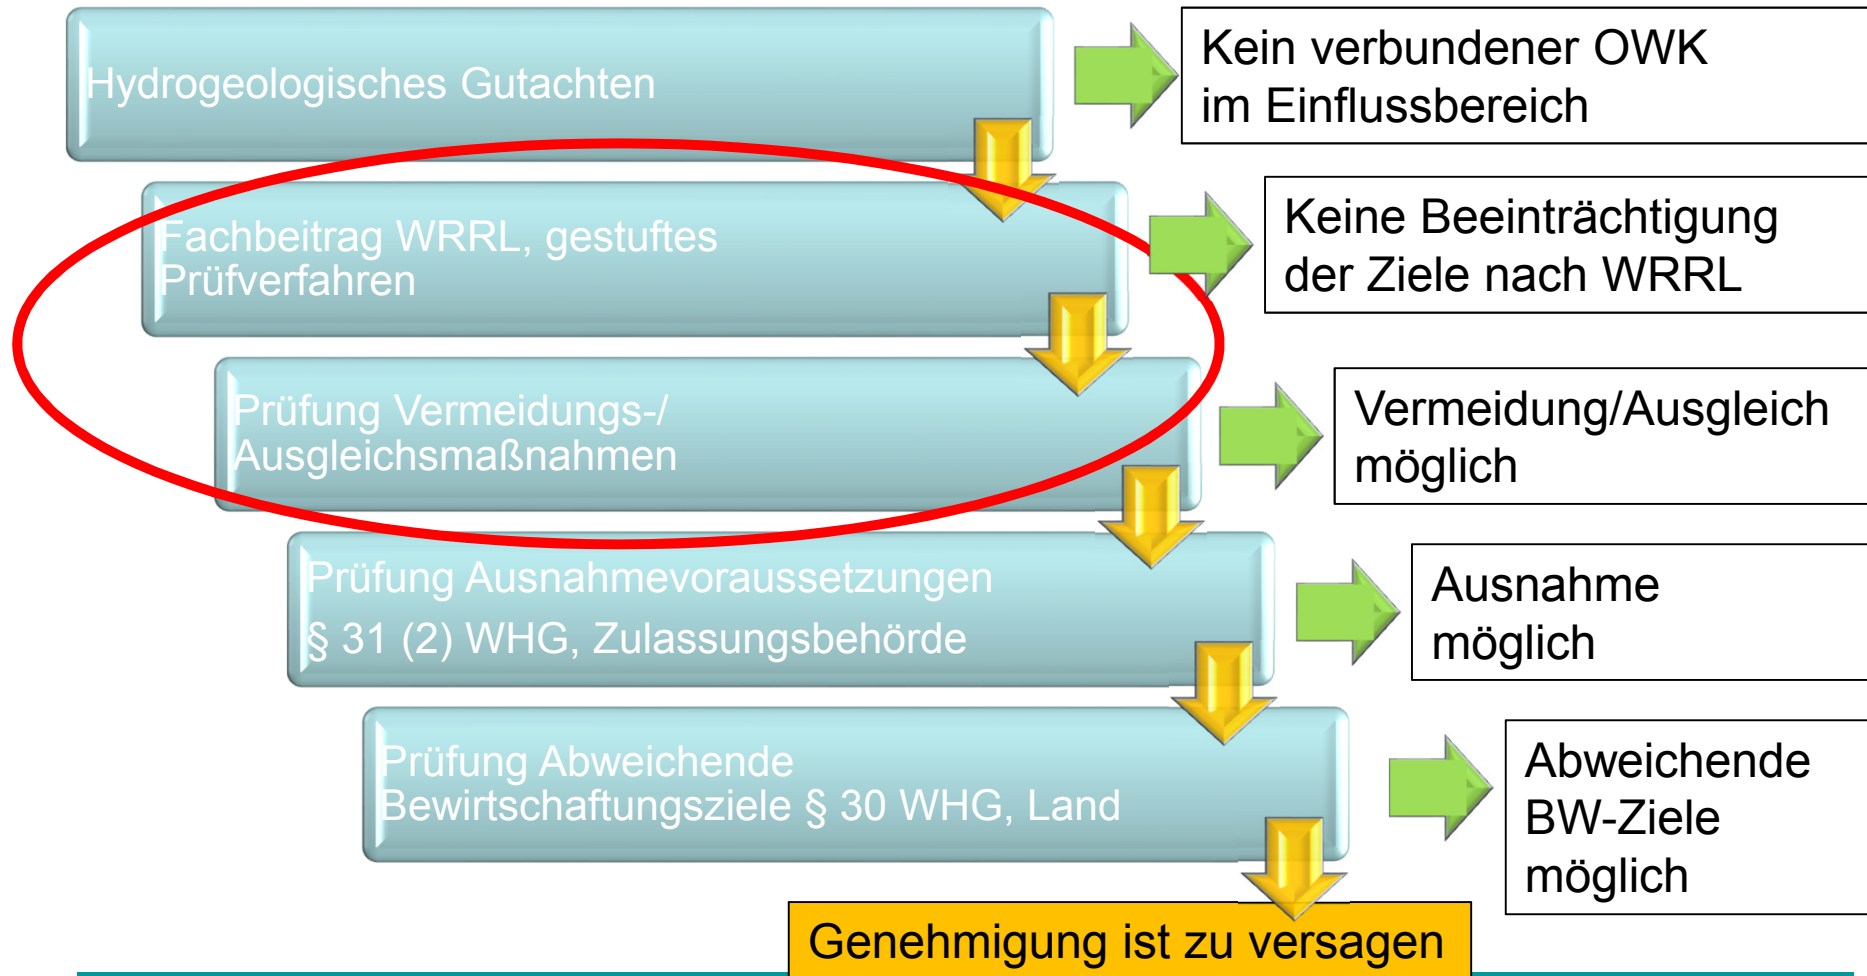 Hydrogeologisches Gutachten
Kein verbundener OWK
im Einflussbereich
Fachbeitrag WRRL, gestuftes
Prüfverfahren
Keine Beeinträchtigung
der Ziele nach WRRL
Prüfung Vermeidungs-/
Ausgleichsmaßnahmen
Vermeidung/Ausgleich
möglich
Prüfung Ausnahmevoraussetzungen
§ 31 (2) WHG, Zulassungsbehörde
Ausnahme
möglich
Prüfung Abweichende
Bewirtschaftungsziele § 30 WHG, Land
Abweichende
BW-Ziele
möglich
Genehmigung ist zu versagen